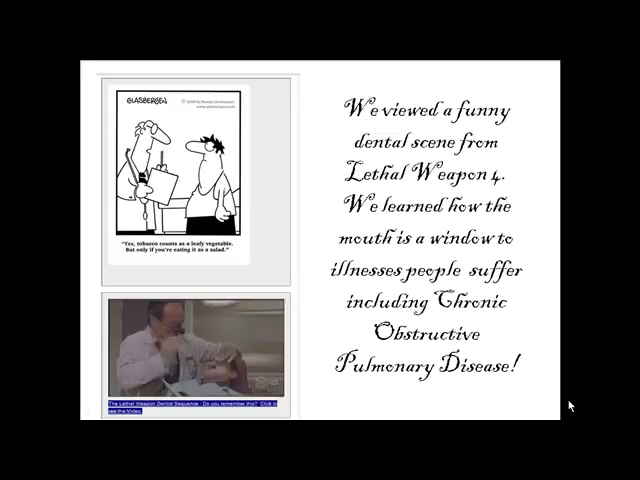 GLASBERGEN
"Yes, tobacco counts as a leafy vegetable.
But only if you're eating it as a salad."
The Lethal Weapon Dentist Sequence - Do you remember this? Click to
see the Video.
We viewed a funny
dental scene from
Lethal Weapon 4.
We learned how the
mouth is a window to
illnesses people suffer
including Chronic
Obstructive
Pulmonary Disease!